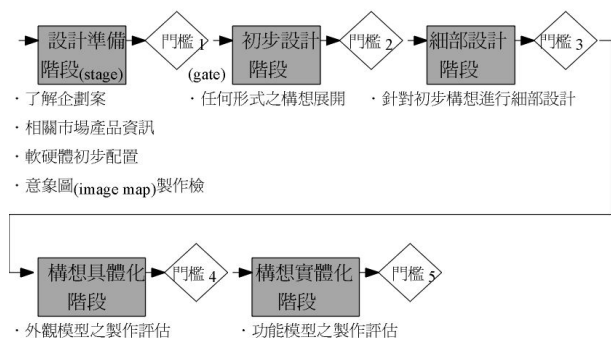 設計準備
階段(stage)
門檻1
(gate)
初步設計
階段
門檻2
細部設計
階段
門檻3
·了解企劃案
·相關市場產品資訊
·軟硬體初步配置
·意象圖(image map)製作檢
·任何形式之構想展開
·針對初步構想進行細部設計
構想具體化
階段
門檻4
構想實體化
階段
門檻5
·外觀模型之製作評估
·功能模型之製作評估